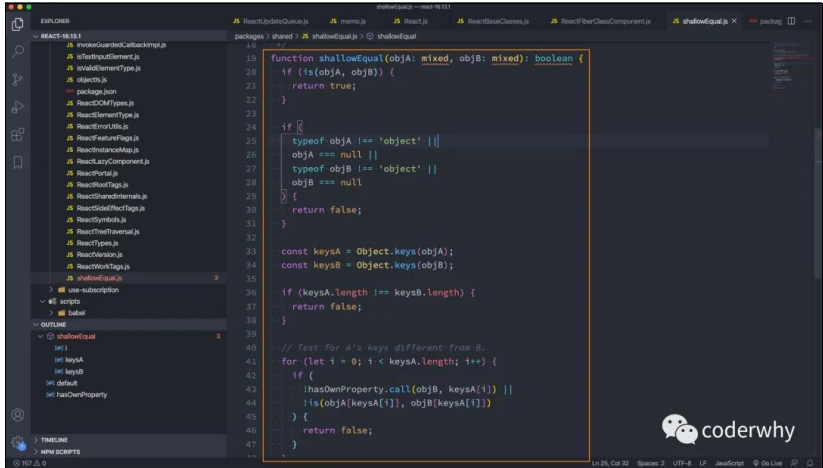 shallowEqual.js — react-16.13.1
EXPLORER
JS ReactUpdateQueue.js
JS memo.js
JS React.js
JS ReactBaseClasses.js
JS ReactFiberClassComponent.js
JS shallowEqual.js ×
packag
REACT-16.13.1
packages > shared > JS shallowEqual.js > shallowEqual
JS invokeGuardedCallbackImpl.js
JS isTextInputElement.js
JS isValidElementType.js
JS objectIs.js
package.json
JS ReactDOMTypes.js
JS ReactElementType.js
JS ReactErrorUtils.js
JS ReactFeatureFlags.js
JS ReactInstanceMap.js
JS ReactLazyComponent.js
JS ReactPortal.js
JS ReactRootTags.js
JS ReactSharedInternals.js
JS ReactSideEffectTags.js
JS ReactSymbols.js
JS ReactTreeTraversal.js
JS ReactTypes.js
JS ReactVersion.js
JS ReactWorkTags.js
JS shallowEqual.js 3
> use-subscription
scripts
> babel
OUTLINE
shallowEqual 3
i
keysA
keysB
default
hasOwnProperty
TIMELINE
NPM SCRIPTS
18 */
19 function shallowEqual(objA: mixed, objB: mixed): boolean {
20 if (is(objA, objB)) {
21 return true;
22 }
23
24 if (
25 typeof objA !== 'object' ||
26 objA === null ||
27 typeof objB !== 'object' ||
28 objB === null
29 ) {
30 return false;
31 }
32
33 const keysA = Object.keys(objA);
34 const keysB = Object.keys(objB);
35
36 if (keysA.length !== keysB.length) {
37 return false;
38 }
39
40 // Test for A's keys different from B.
41 for (let i = 0; i < keysA.length; i++) {
42 if (
43 !hasOwnProperty.call(objB, keysA[i]) ||
44 !is(objA[keysA[i]], objB[keysA[i]])
45 ) {
46 return false;
47 }
coderwhy
157 0
Ln 25, Col 32 Spaces: 2 UTF-8 LF JavaScript Go Live